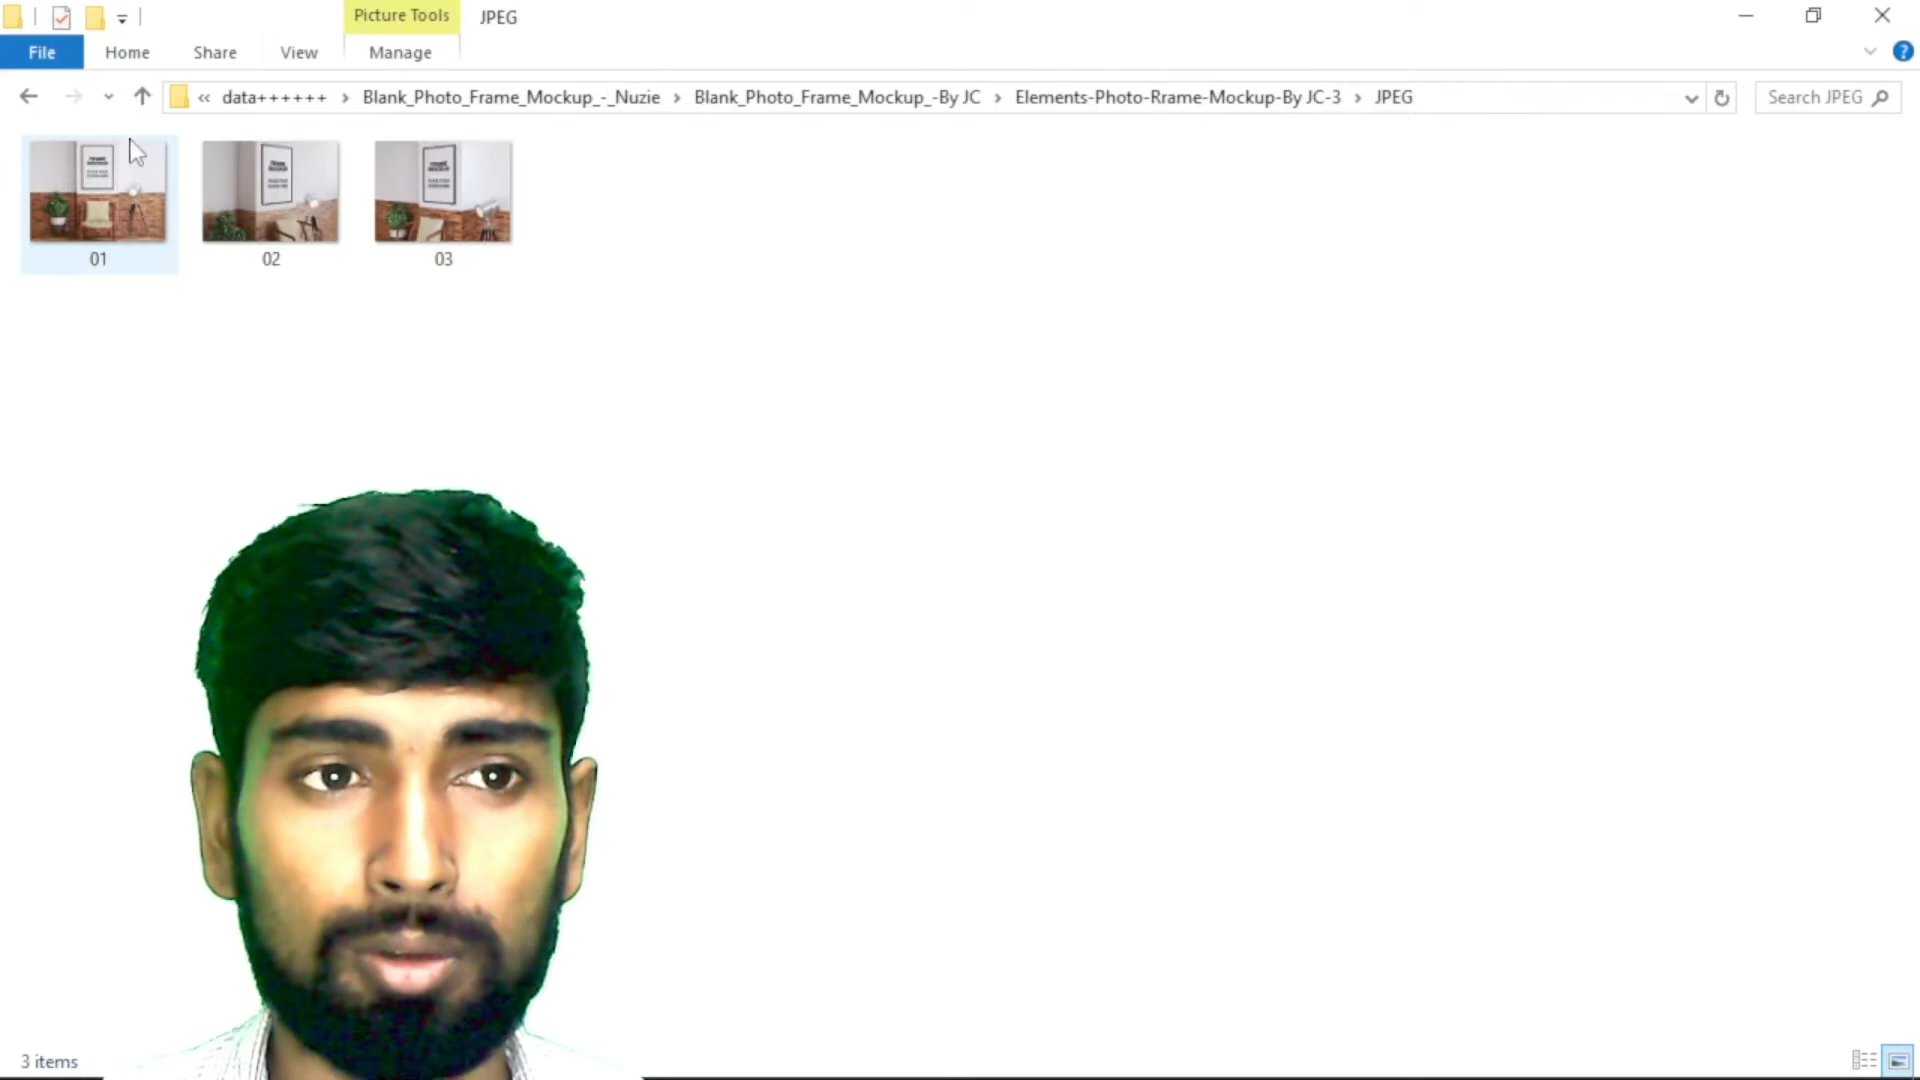 Picture Tools JPEG
File Home Share View Manage
« data++++++ › Blank_Photo_Frame_Mockup_-_Nuzie › Blank_Photo_Frame_Mockup_-By JC › Elements-Photo-Rrame-Mockup-By JC-3 › JPEG
Search JPEG
01 02 03
3 items